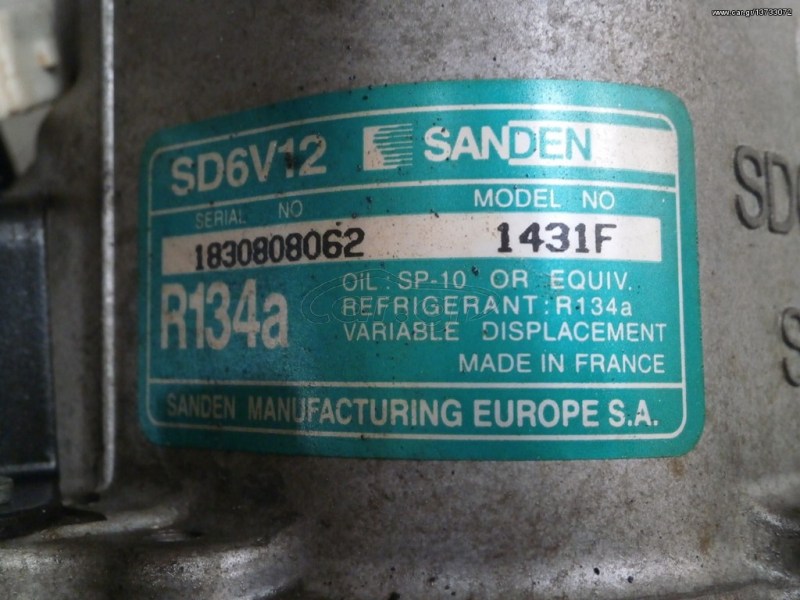 www.car.gr/13733072
SD6V12 SANDEN
SERIAL NO MODEL NO
1830808062 1431F
R134a
OIL: SP-10 OR EQUIV.
REFRIGERANT: R134a
VARIABLE DISPLACEMENT
MADE IN FRANCE
SANDEN MANUFACTURING EUROPE S.A.
SD
S